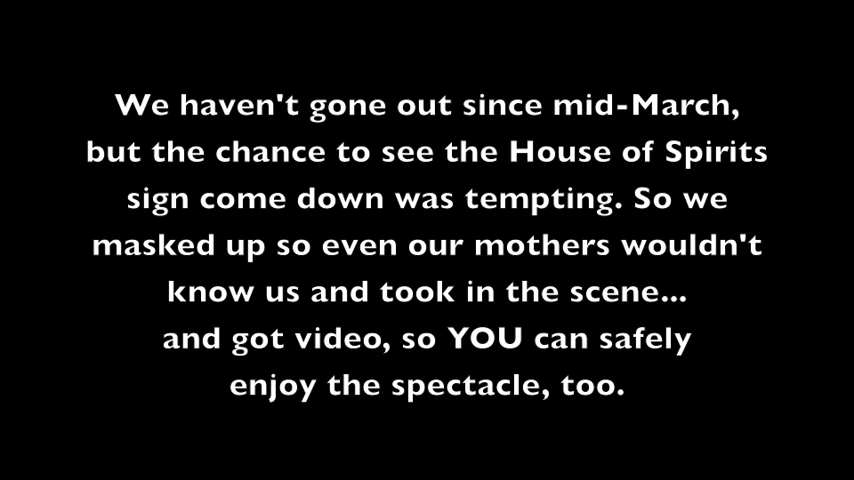 We haven't gone out since mid-March,
but the chance to see the House of Spirits
sign come down was tempting. So we
masked up so even our mothers wouldn't
know us and took in the scene...
and got video, so YOU can safely
enjoy the spectacle, too.